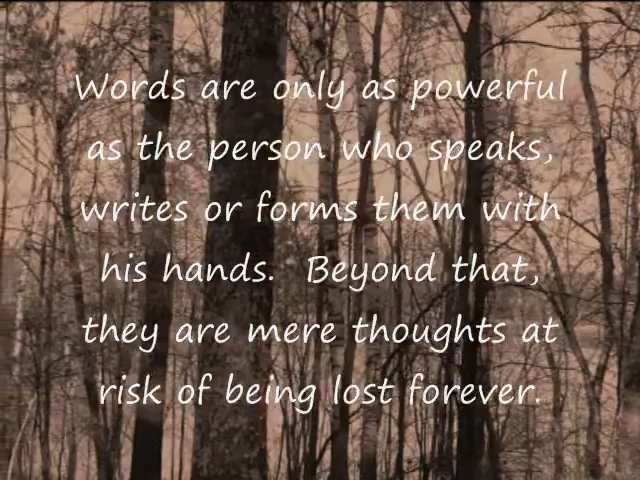 Words are only as powerful
as the person who speaks,
writes or forms them with
his hands.  Beyond that,
they are mere thoughts at
risk of being lost forever.